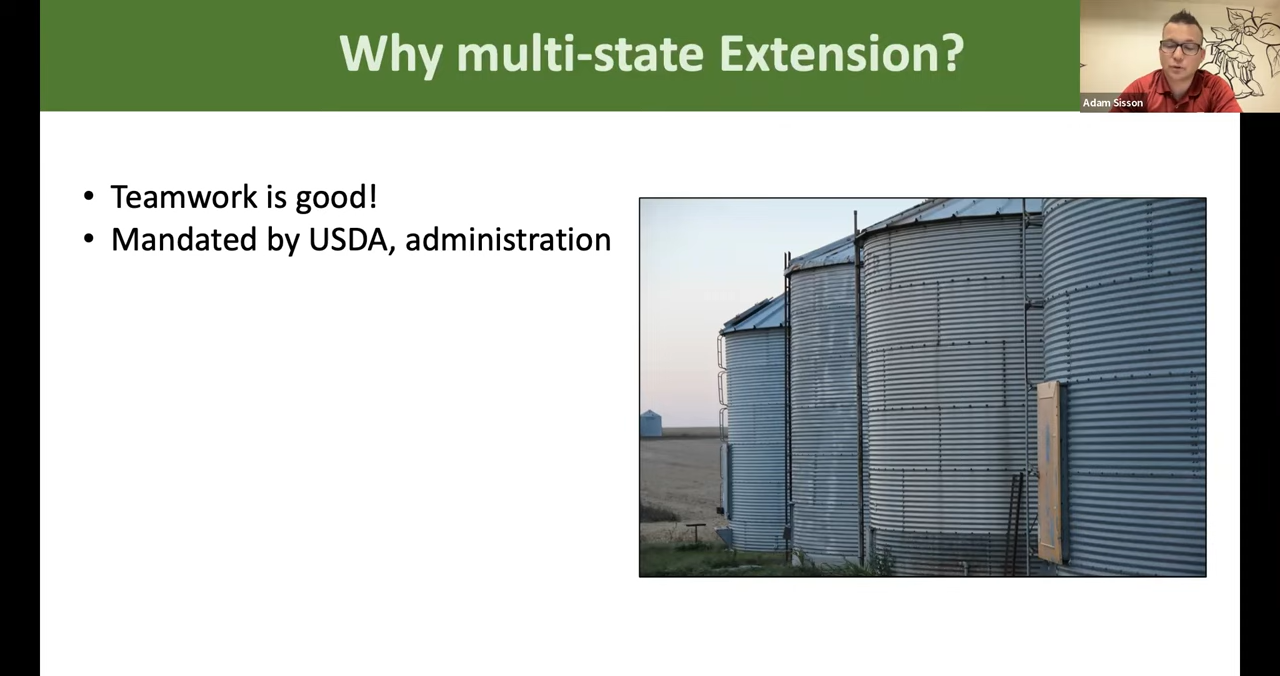 Why multi-state Extension?
Adam Sisson
• Teamwork is good!
• Mandated by USDA, administration